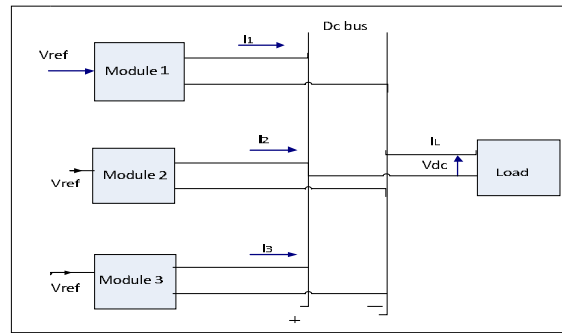 Dc bus
I1
Vref
Module 1
I2
IL
Vdc
Load
Module 2
Vref
I3
Module 3
Vref
+
—